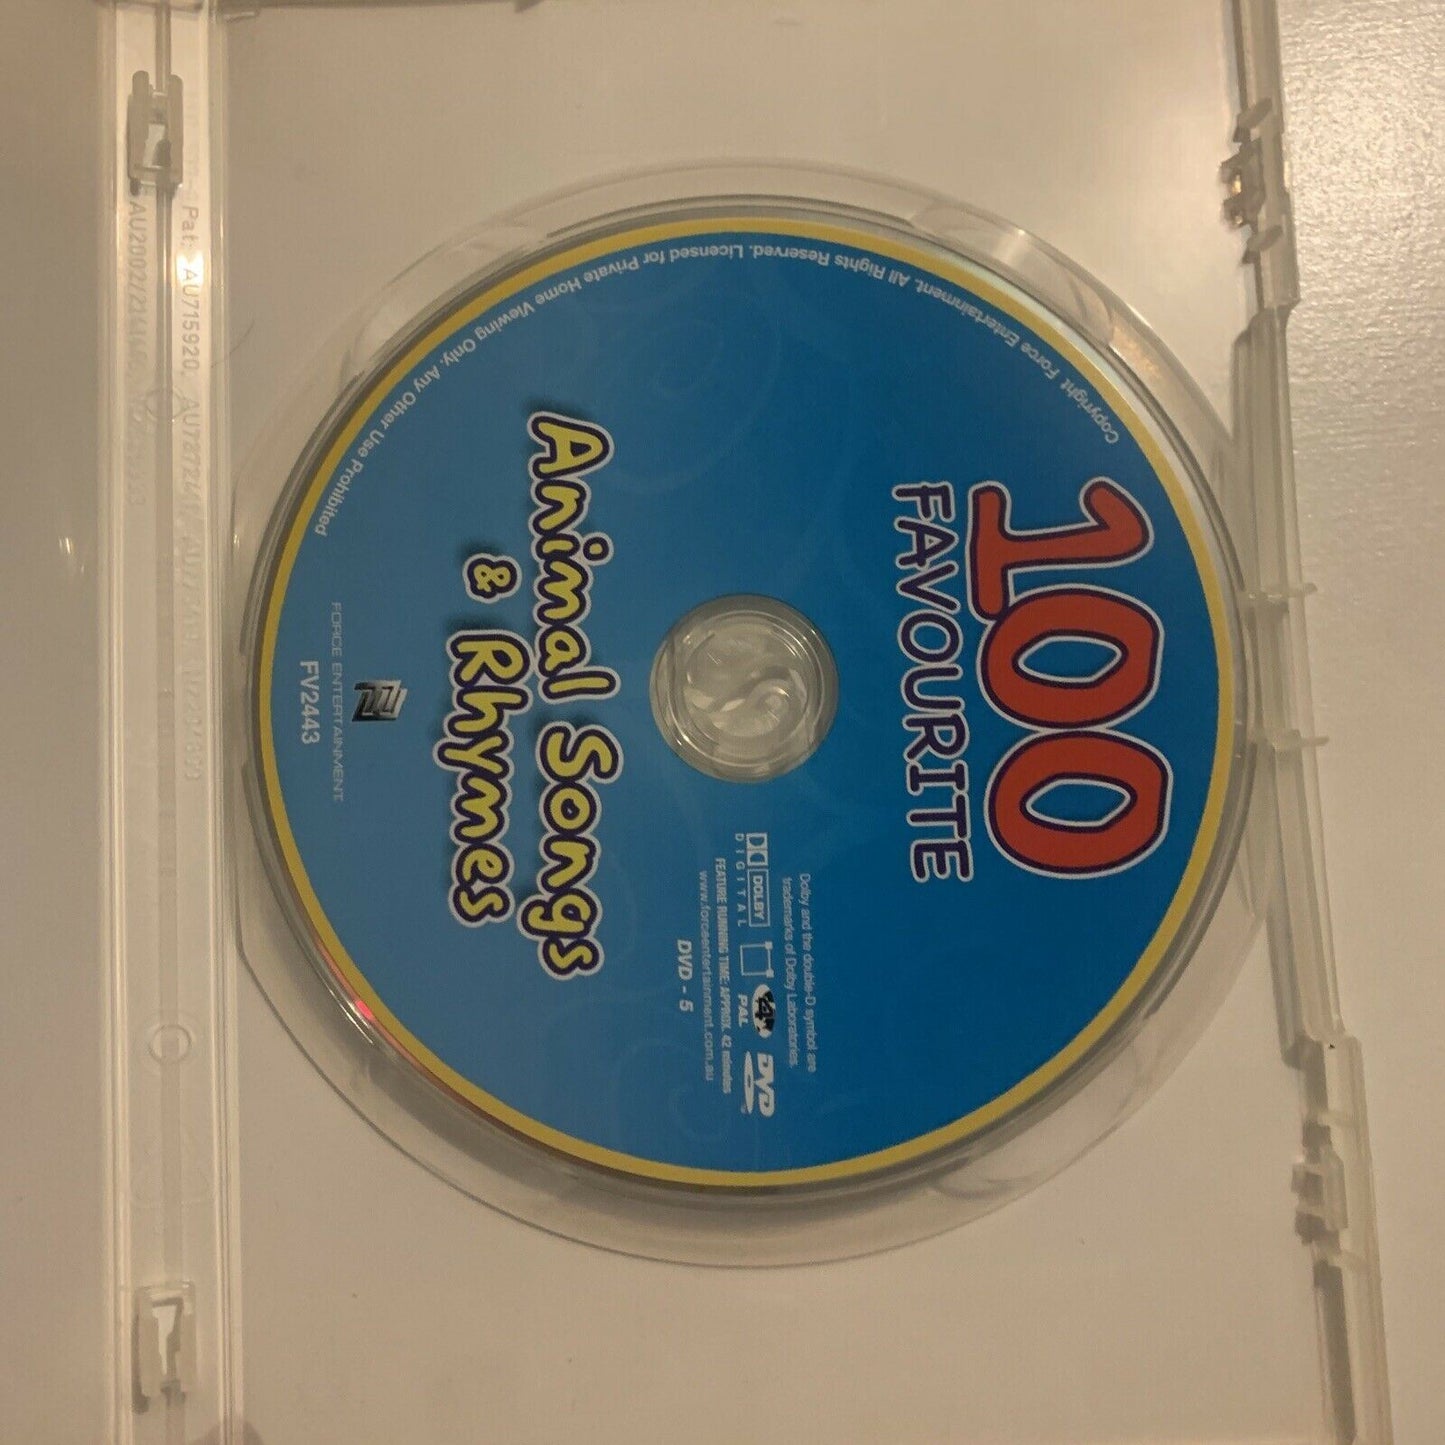 Copyright Force Entertainment. All Rights Reserved. Licensed for Private Home Viewing Only. Any Other Use Prohibited
100
FAVOURITE
Dolby and the double-D symbol are
trademarks of Dolby Laboratories.
DOLBY
DIGITAL
PAL
DVD
FEATURE RUNNING TIME: APPROX. 42 minutes
www.forceentertainment.com.au
DVD - 5
Animal Songs
& Rhymes
FORCE ENTERTAINMENT
FV2443
Pat: AU715920